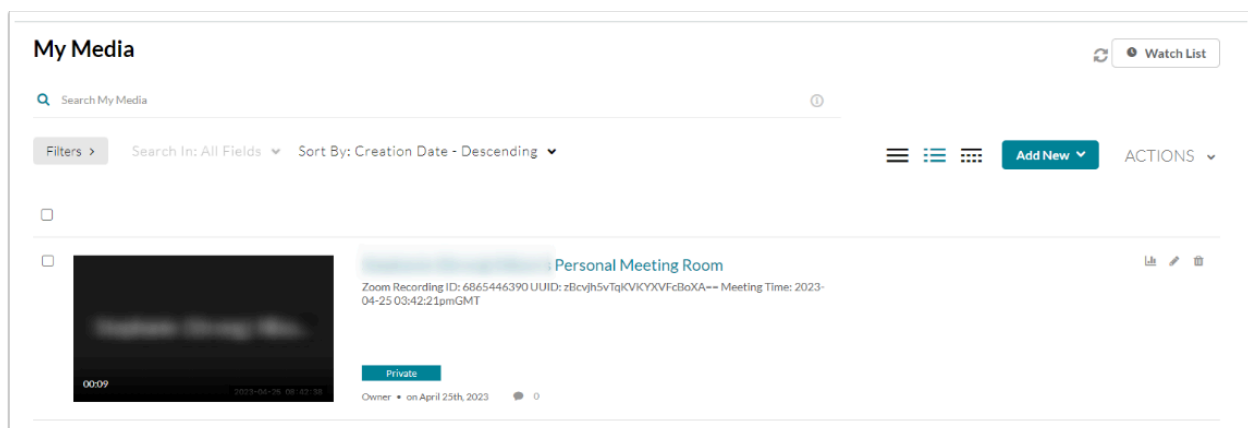 My Media
Watch List
Search My Media
Filters >
Search In: All Fields
Sort By: Creation Date - Descending
Add New
ACTIONS
Personal Meeting Room
Zoom Recording ID: 6865446390 UUID: zBcvjh5vTqKVKYXVFcBoXA== Meeting Time: 2023-
04-25 03:42:21pmGMT
00:09
Private
Owner • on April 25th, 2023
0